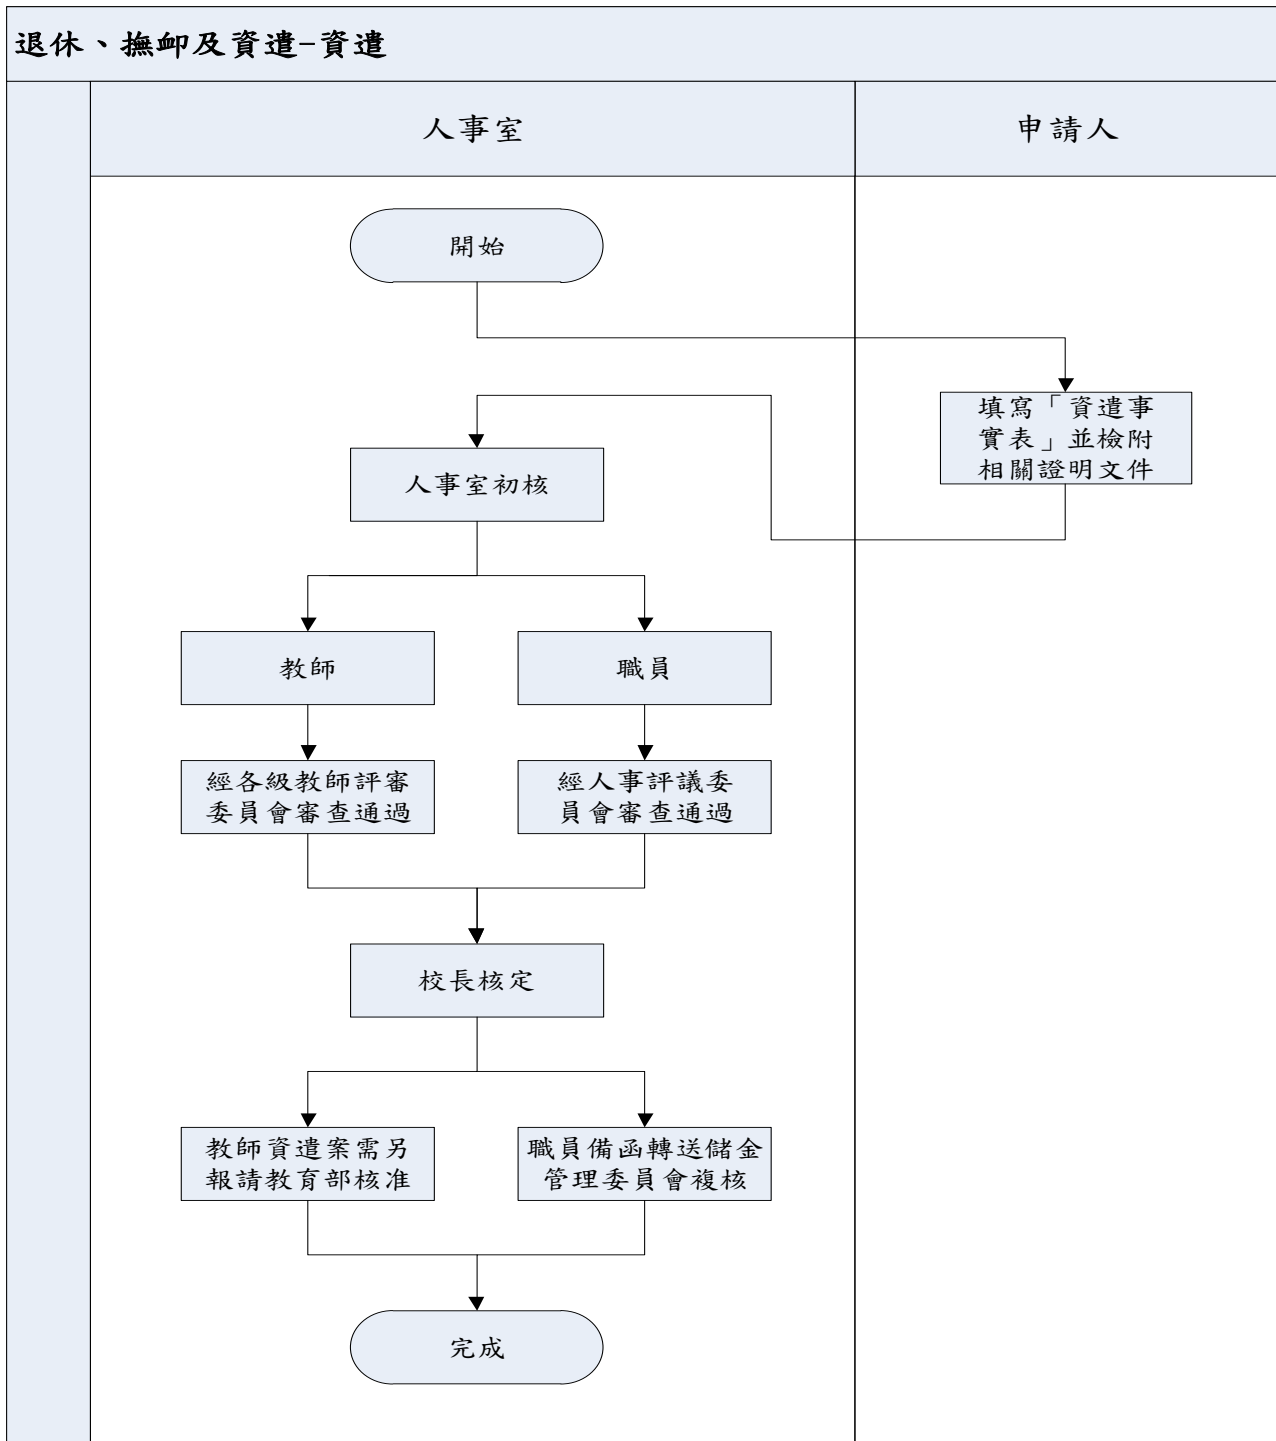 退休、撫卹及資遣-資遣
人事室
申請人
開始
填寫「資遣事
實表」並檢附
相關證明文件
人事室初核
教師
職員
經各級教師評審
委員會審查通過
經人事評議委
員會審查通過
校長核定
教師資遣案需另
報請教育部核准
職員備函轉送儲金
管理委員會複核
完成